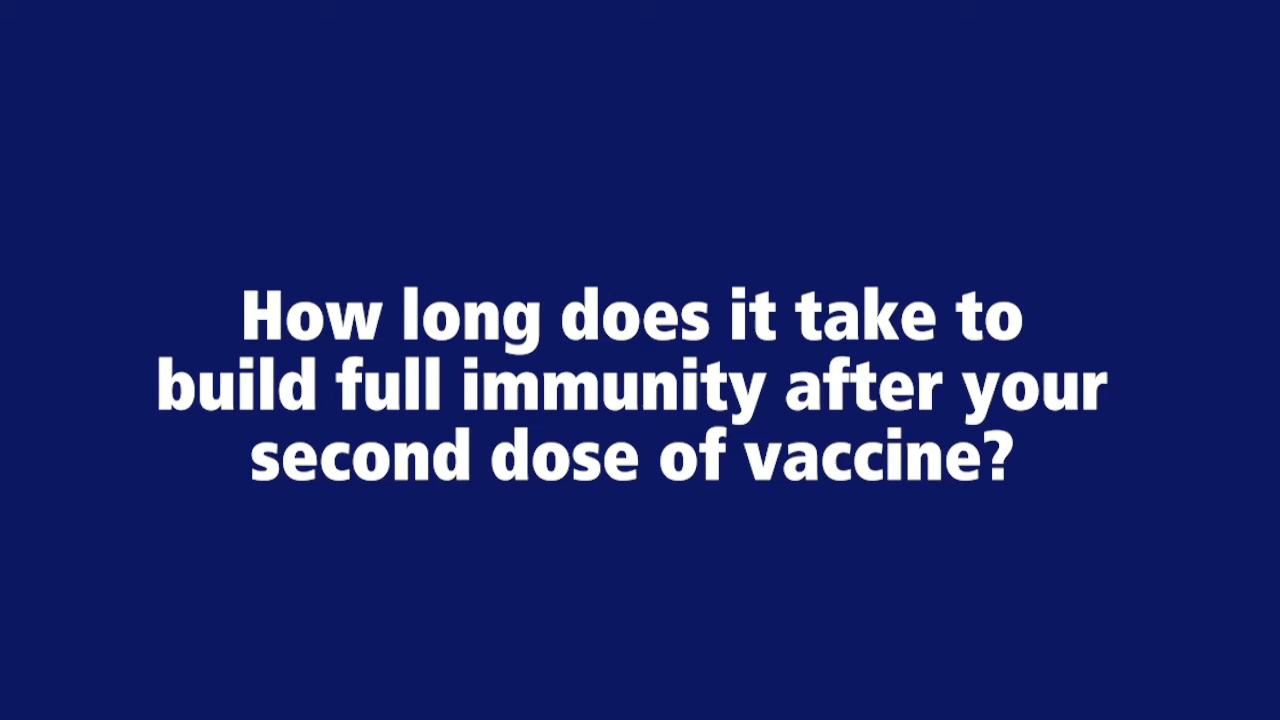 How long does it take to
build full immunity after your
second dose of vaccine?